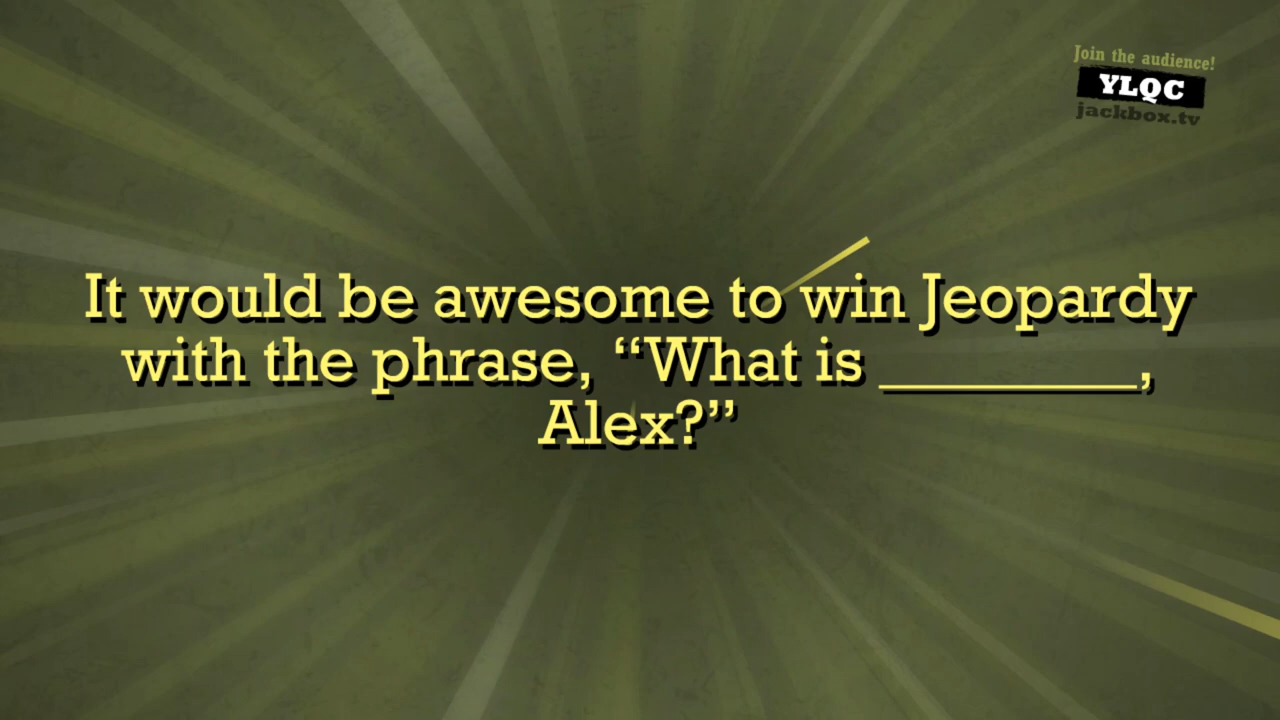 Join the audience!
YLQC
jackbox.tv
It would be awesome to win Jeopardy
with the phrase, “What is ________,
Alex?”